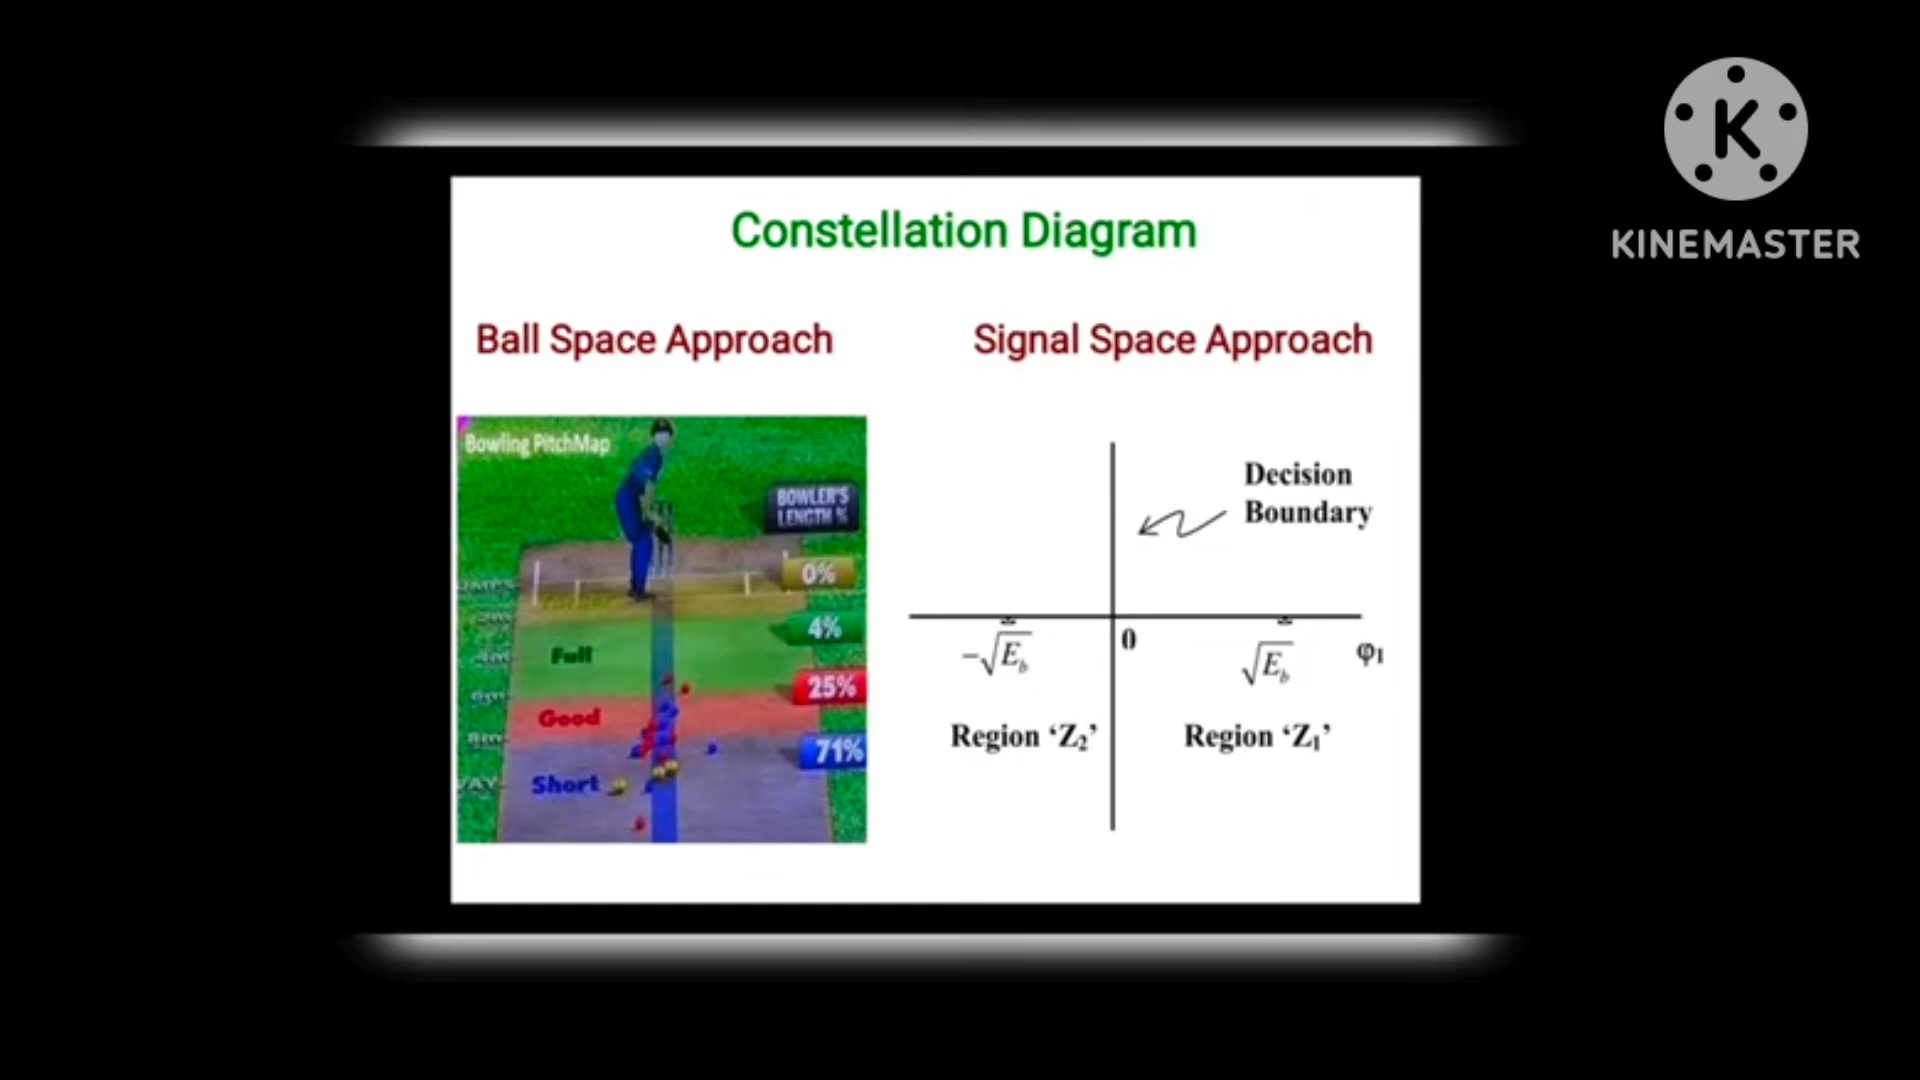 K
KINEMASTER
Constellation Diagram
Ball Space Approach
Signal Space Approach
Bowling PitchMap
BOWLER'S
LENGTH %
0%
4%
Full
25%
Good
8m
71%
Short
Decision
Boundary
−√E_b
0
√E_b
φ₁
Region ‘Z₂’
Region ‘Z₁’